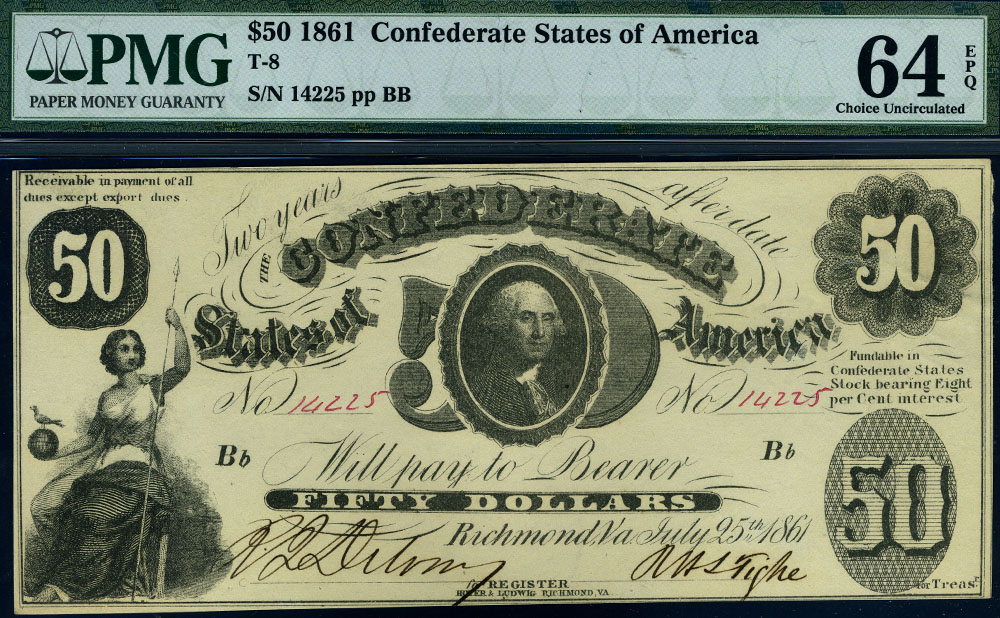 PMG
PAPER MONEY GUARANTY
$50 1861 Confederate States of America
T-8
S/N 14225 pp BB
64 EPQ
Choice Uncirculated
Receivable in payment of all
dues except export dues.
Two years after date
THE CONFEDERATE
States of America
50
50
50
No 14225
No 14225
Fundable in
Confederate States
Stock bearing Eight
per Cent interest
Bb
Bb
Will pay to Bearer
FIFTY DOLLARS
50
Richmond, Va July 25th 1861
R H S Tighe
for REGISTER
for Treasr
HOYER & LUDWIG RICHMOND, VA